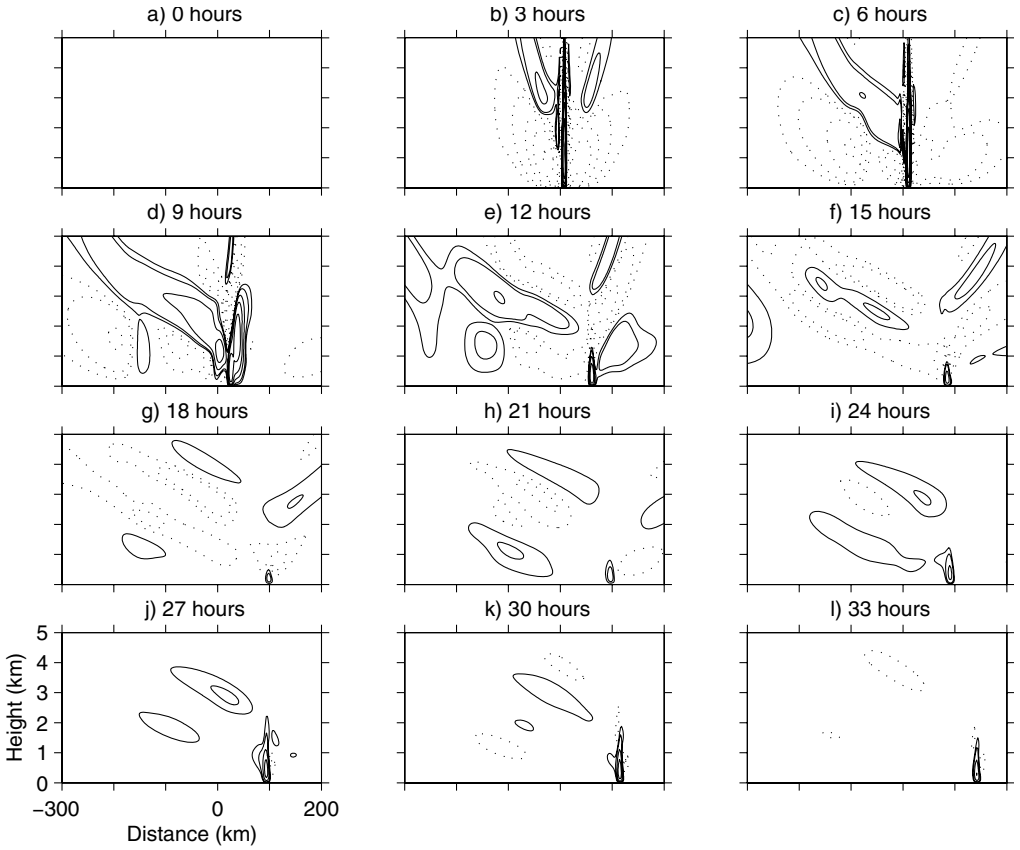 a) 0 hours
b) 3 hours
c) 6 hours
d) 9 hours
e) 12 hours
f) 15 hours
g) 18 hours
h) 21 hours
i) 24 hours
j) 27 hours
k) 30 hours
l) 33 hours
5
4
3
2
1
0
Height (km)
−300
0
200
Distance (km)